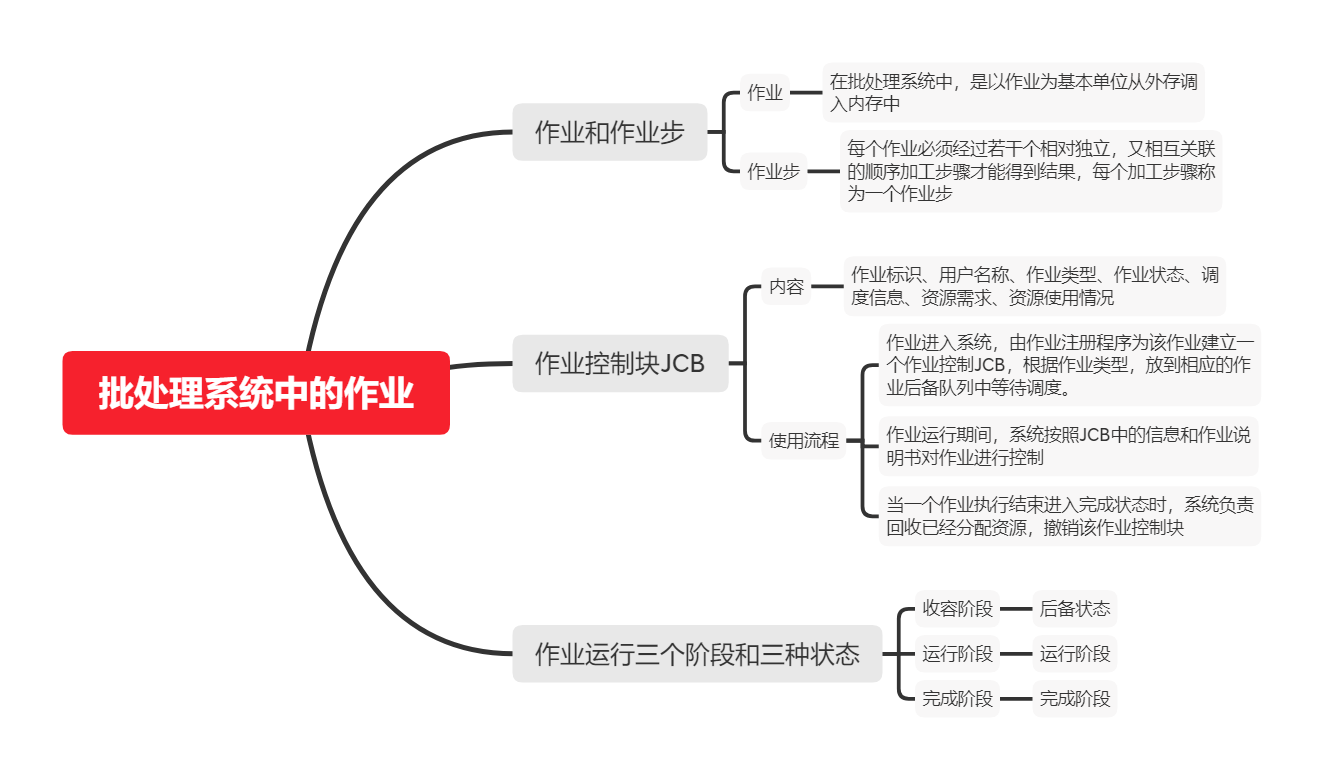 批处理系统中的作业
作业和作业步
作业
在批处理系统中，是以作业为基本单位从外存调
入内存中
作业步
每个作业必须经过若干个相对独立，又相互关联
的顺序加工步骤才能得到结果，每个加工步骤称
为一个作业步
作业控制块JCB
内容
作业标识、用户名称、作业类型、作业状态、调
度信息、资源需求、资源使用情况
使用流程
作业进入系统，由作业注册程序为该作业建立一
个作业控制JCB，根据作业类型，放到相应的作
业后备队列中等待调度。
作业运行期间，系统按照JCB中的信息和作业说
明书对作业进行控制
当一个作业执行结束进入完成状态时，系统负责
回收已经分配资源，撤销该作业控制块
作业运行三个阶段和三种状态
收容阶段
后备状态
运行阶段
运行阶段
完成阶段
完成阶段